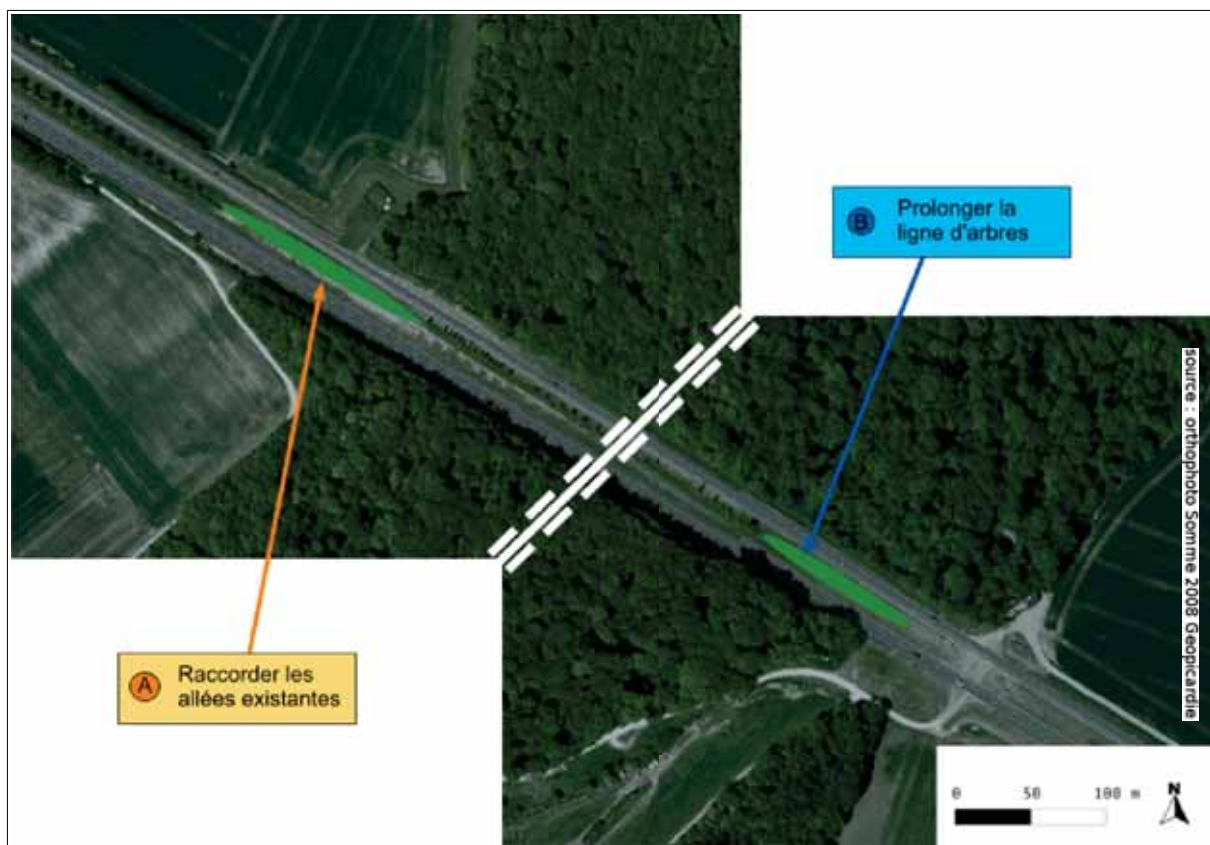 B
Prolonger la
ligne d'arbres
source : orthophoto Somme 2008 Geopicardie
A
Raccorder les
allées existantes
0 50 100 m
N